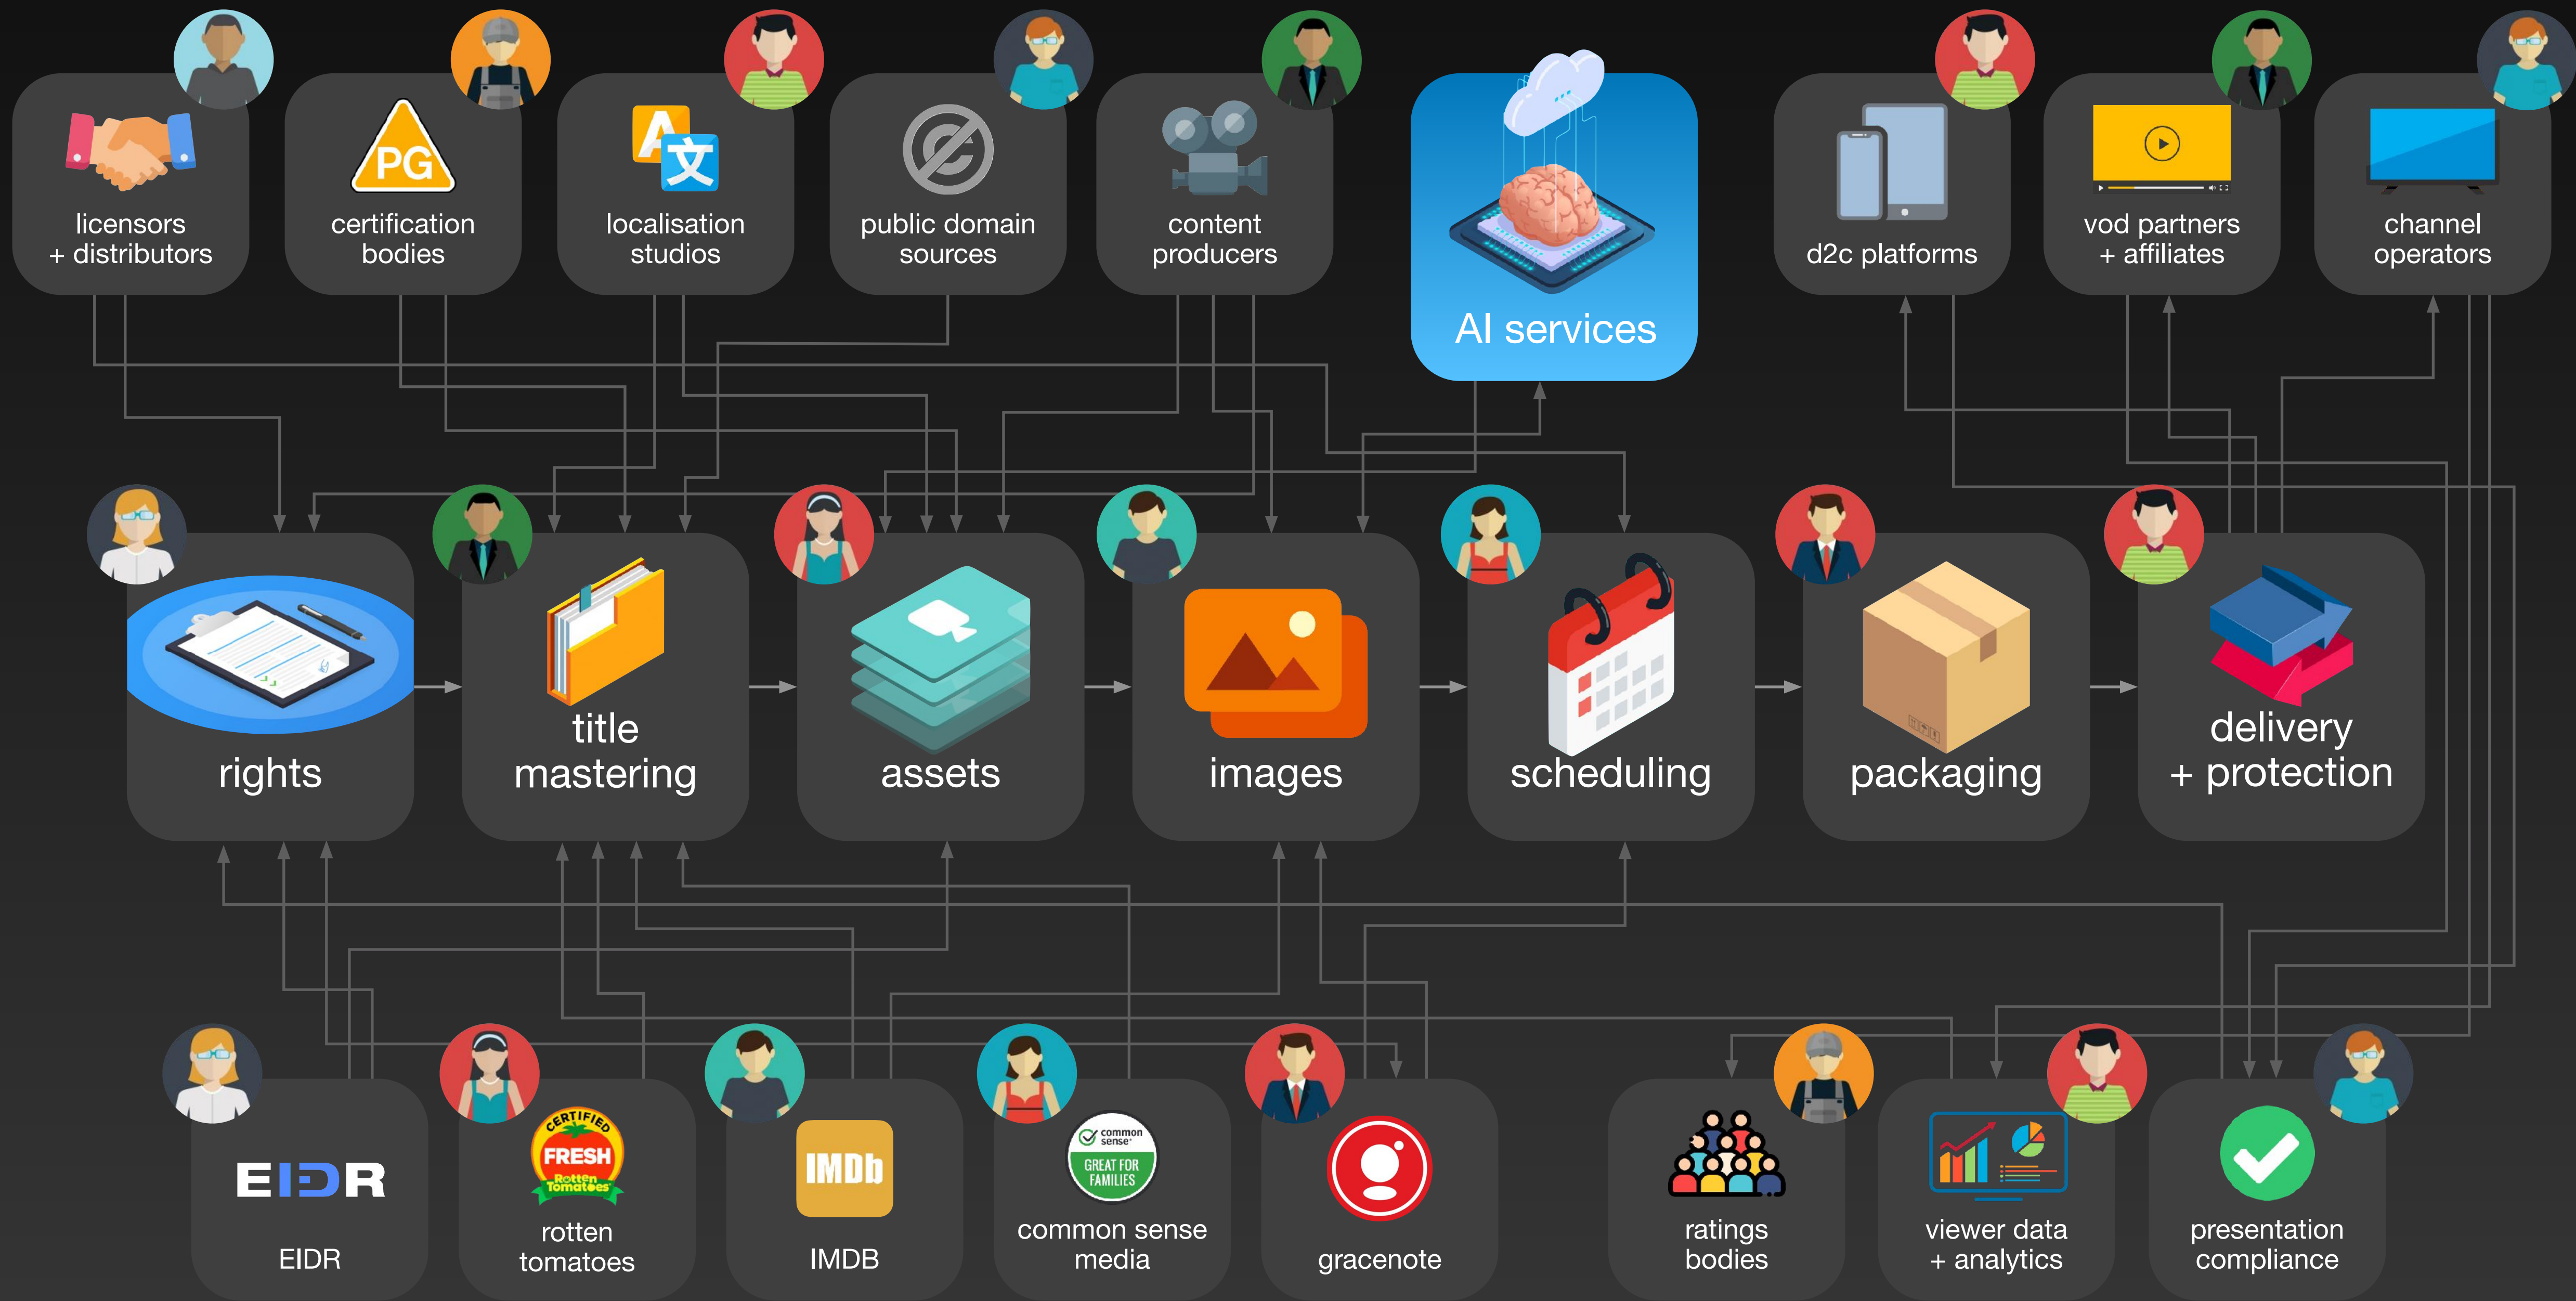 PG
A
文
licensors
+ distributors
certification
bodies
localisation
studios
public domain
sources
content
producers
AI services
d2c platforms
vod partners
+ affiliates
channel
operators
rights
title
mastering
assets
images
scheduling
packaging
delivery
+ protection
EIDR
EIDR
CERTIFIED
FRESH
Rotten
Tomatoes
rotten
tomatoes
IMDb
IMDB
common
sense
GREAT FOR
FAMILIES
common sense
media
gracenote
ratings
bodies
viewer data
+ analytics
presentation
compliance